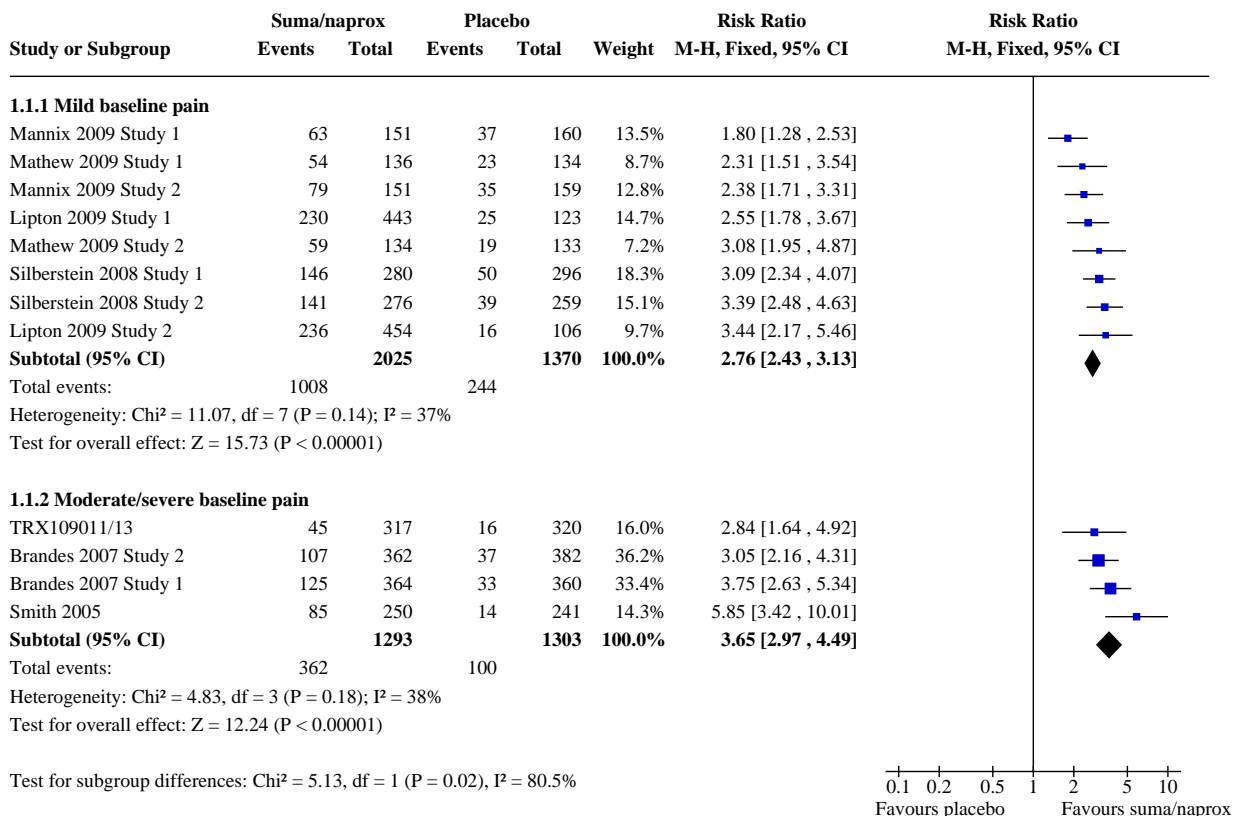 Suma/naprox Placebo Risk Ratio Risk Ratio
Study or Subgroup Events Total Events Total Weight M-H, Fixed, 95% CI M-H, Fixed, 95% CI
1.1.1 Mild baseline pain
Mannix 2009 Study 1 63 151 37 160 13.5% 1.80 [1.28 , 2.53]
Mathew 2009 Study 1 54 136 23 134 8.7% 2.31 [1.51 , 3.54]
Mannix 2009 Study 2 79 151 35 159 12.8% 2.38 [1.71 , 3.31]
Lipton 2009 Study 1 230 443 25 123 14.7% 2.55 [1.78 , 3.67]
Mathew 2009 Study 2 59 134 19 133 7.2% 3.08 [1.95 , 4.87]
Silberstein 2008 Study 1 146 280 50 296 18.3% 3.09 [2.34 , 4.07]
Silberstein 2008 Study 2 141 276 39 259 15.1% 3.39 [2.48 , 4.63]
Lipton 2009 Study 2 236 454 16 106 9.7% 3.44 [2.17 , 5.46]
Subtotal (95% CI) 2025 1370 100.0% 2.76 [2.43 , 3.13]
Total events: 1008 244
Heterogeneity: Chi² = 11.07, df = 7 (P = 0.14); I² = 37%
Test for overall effect: Z = 15.73 (P < 0.00001)
1.1.2 Moderate/severe baseline pain
TRX109011/13 45 317 16 320 16.0% 2.84 [1.64 , 4.92]
Brandes 2007 Study 2 107 362 37 382 36.2% 3.05 [2.16 , 4.31]
Brandes 2007 Study 1 125 364 33 360 33.4% 3.75 [2.63 , 5.34]
Smith 2005 85 250 14 241 14.3% 5.85 [3.42 , 10.01]
Subtotal (95% CI) 1293 1303 100.0% 3.65 [2.97 , 4.49]
Total events: 362 100
Heterogeneity: Chi² = 4.83, df = 3 (P = 0.18); I² = 38%
Test for overall effect: Z = 12.24 (P < 0.00001)
Test for subgroup differences: Chi² = 5.13, df = 1 (P = 0.02), I² = 80.5%
0.1 0.2 0.5 1 2 5 10
Favours placebo Favours suma/naprox